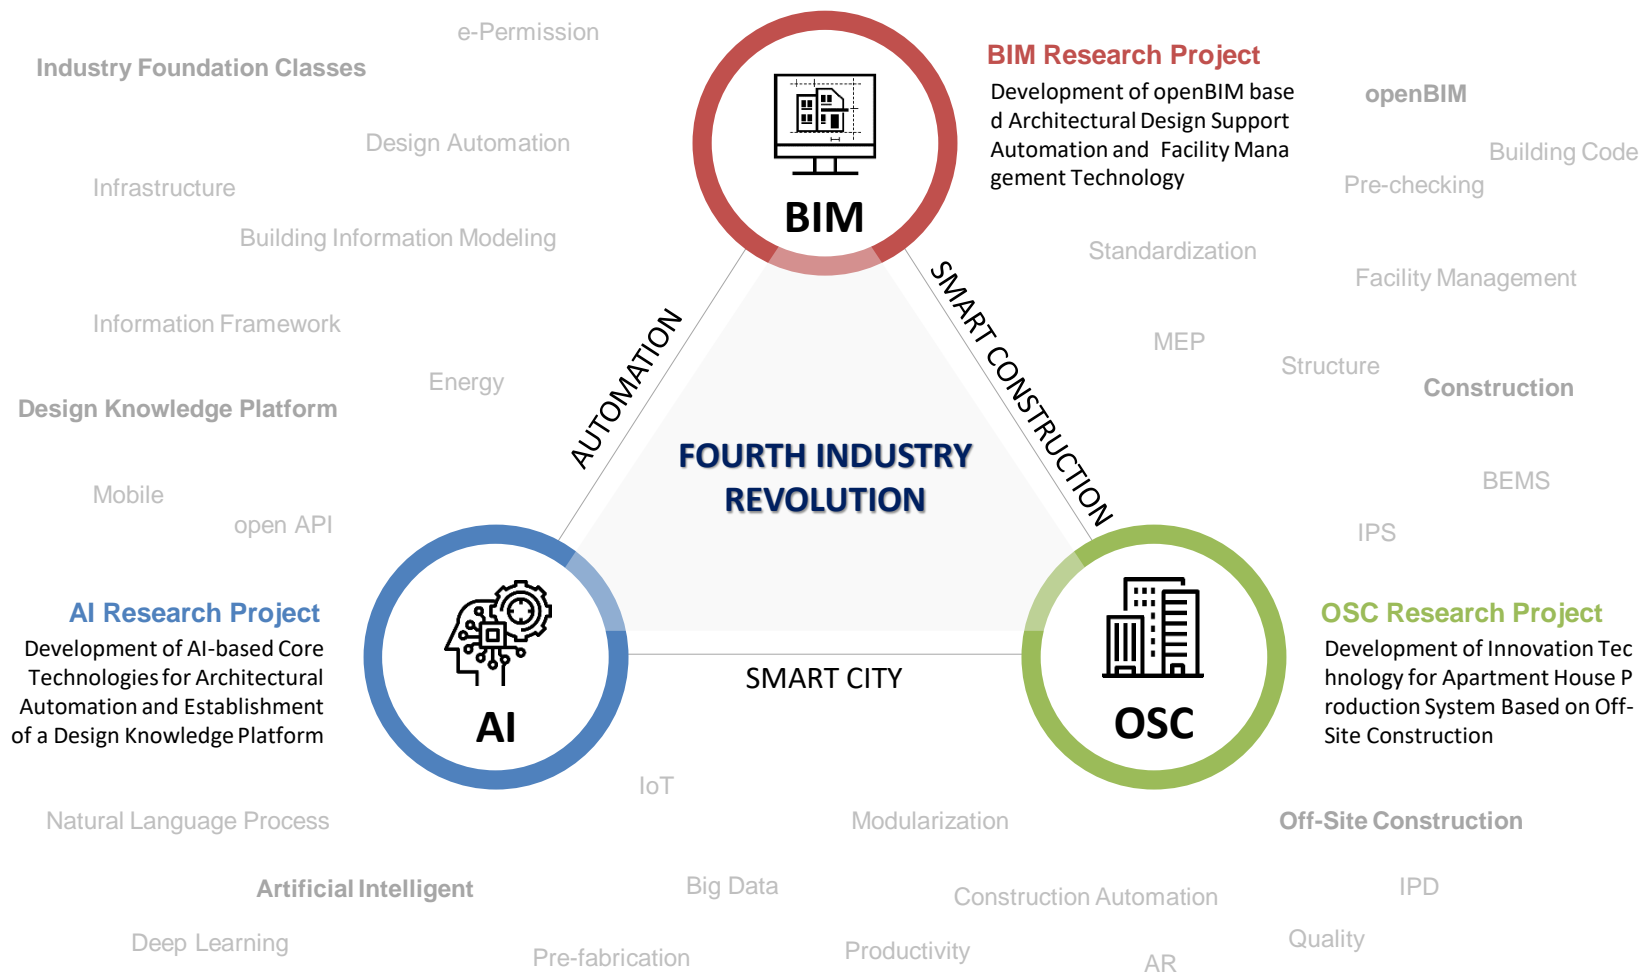 e-Permission
Industry Foundation Classes
BIM Research Project
Development of openBIM base
d Architectural Design Support
Automation and Facility Mana
gement Technology
openBIM
Design Automation
Building Code
Infrastructure
Pre-checking
BIM
Building Information Modeling
Standardization
Facility Management
Information Framework
AUTOMATION
SMART CONSTRUCTION
MEP
Structure
Energy
Construction
Design Knowledge Platform
FOURTH INDUSTRY
REVOLUTION
Mobile
BEMS
open API
IPS
AI Research Project
Development of AI-based Core
Technologies for Architectural
Automation and Establishment
of a Design Knowledge Platform
AI
SMART CITY
OSC
OSC Research Project
Development of Innovation Tec
hnology for Apartment House P
roduction System Based on Off-
Site Construction
IoT
Natural Language Process
Modularization
Off-Site Construction
Artificial Intelligent
Big Data
Construction Automation
IPD
Deep Learning
Pre-fabrication
Productivity
AR
Quality